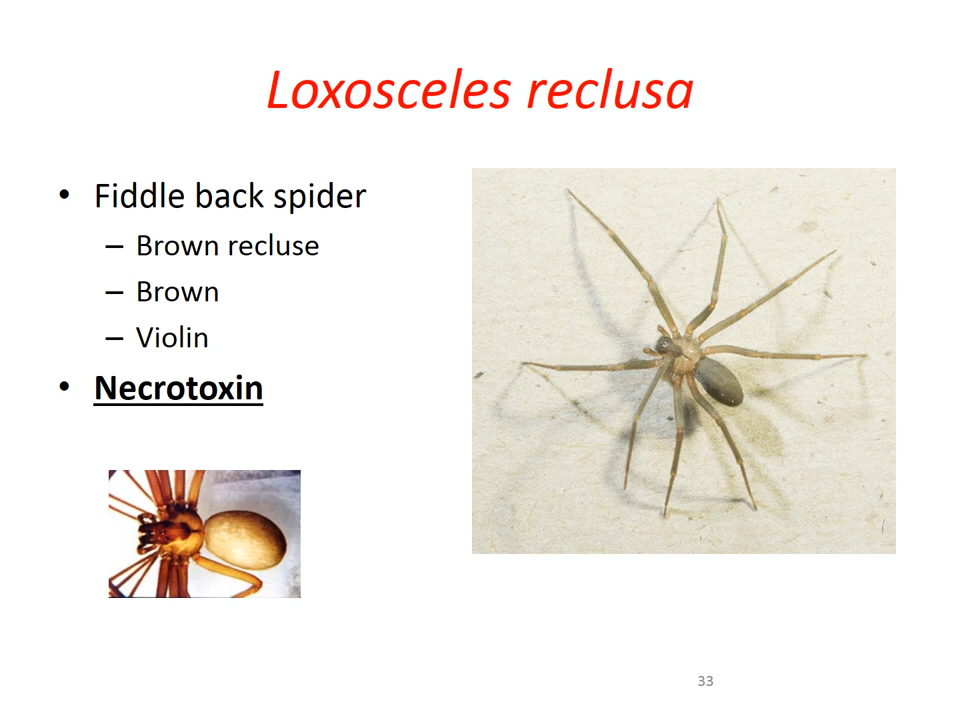 Loxosceles reclusa
• Fiddle back spider
– Brown recluse
– Brown
– Violin
• Necrotoxin
33